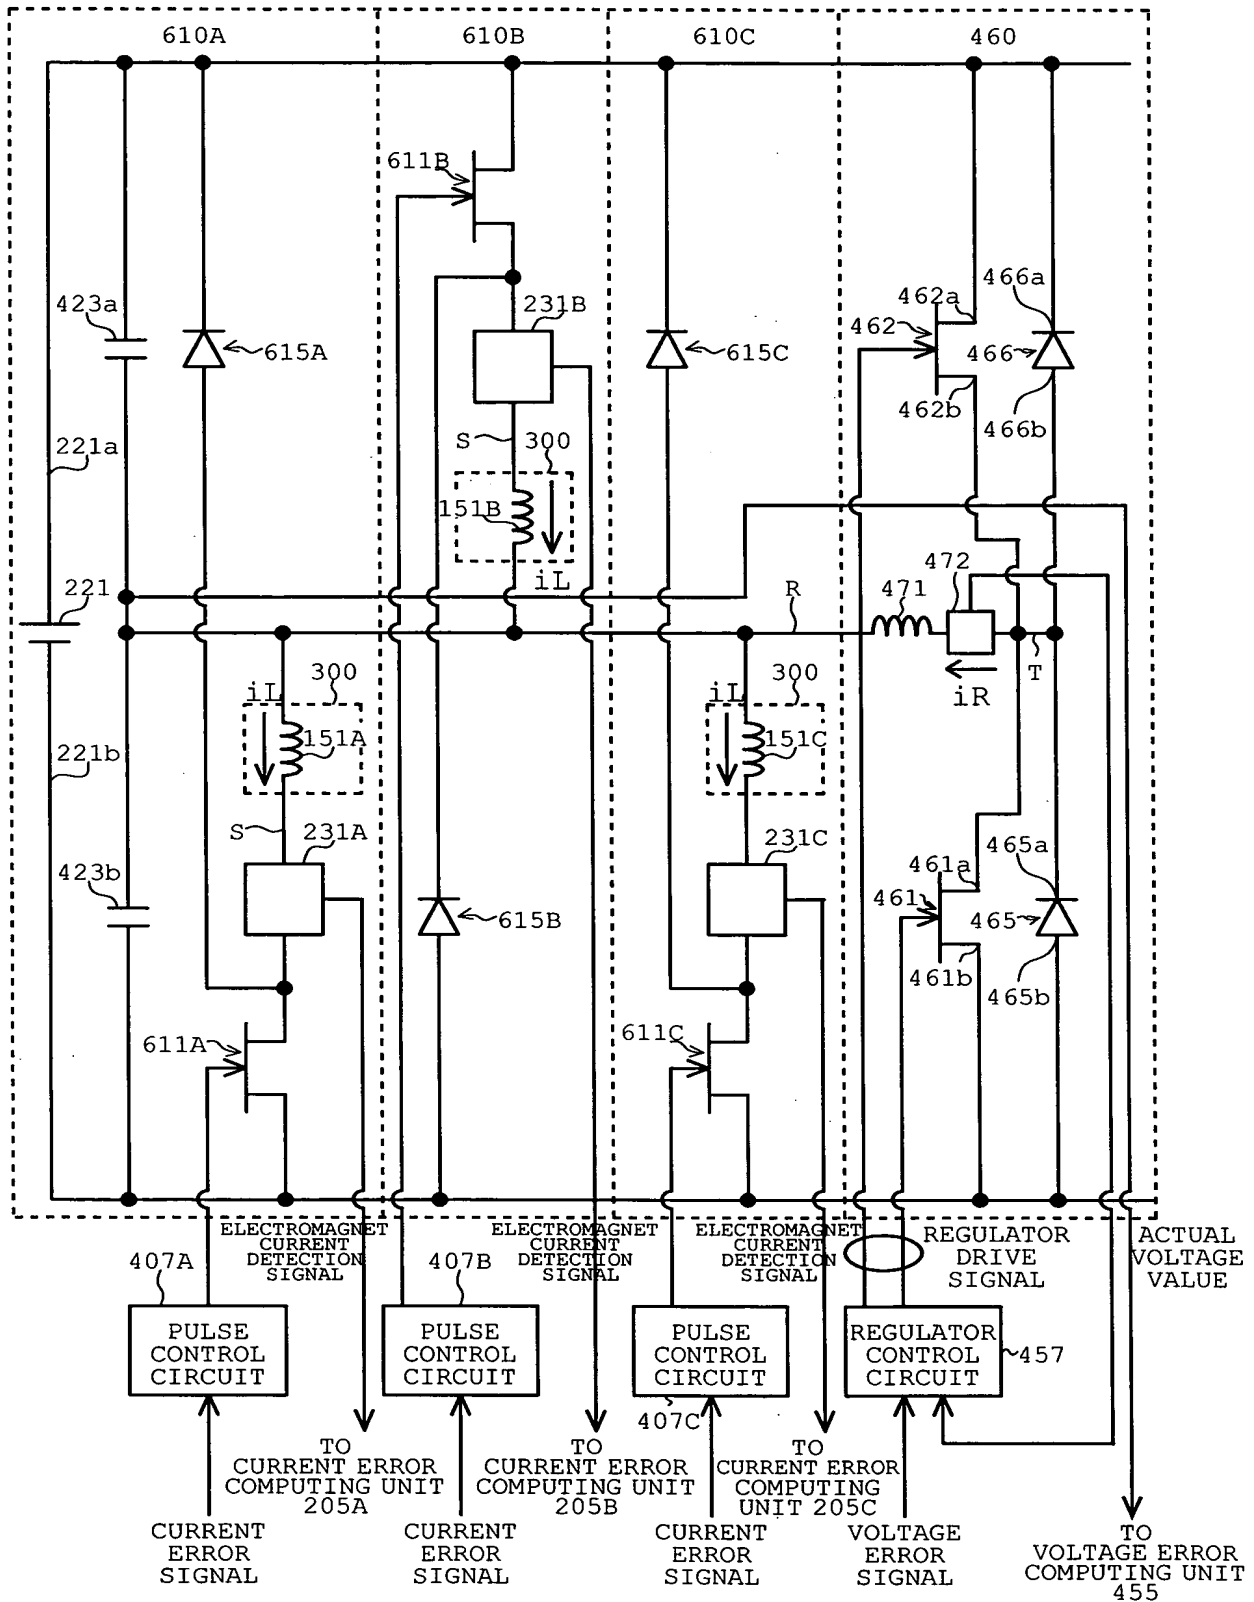 610A
610B
610C
460
611B
423a
615A
231B
615C
462a
466a
462
466
462b
466b
221a
S
300
151B
iL
221
R
471
472
T
iR
iL
300
151A
iL
300
151C
221b
S
231A
231C
423b
615B
461a
465a
461
465
461b
465b
611A
611C
ELECTROMAGNET
CURRENT
DETECTION
SIGNAL
ELECTROMAGNET
CURRENT
DETECTION
SIGNAL
ELECTROMAGNET
CURRENT
DETECTION
SIGNAL
REGULATOR
DRIVE
SIGNAL
ACTUAL
VOLTAGE
VALUE
407A
407B
PULSE
CONTROL
CIRCUIT
PULSE
CONTROL
CIRCUIT
PULSE
CONTROL
CIRCUIT
REGULATOR
CONTROL
CIRCUIT
457
407C
TO
CURRENT ERROR
COMPUTING UNIT
205A
TO
CURRENT ERROR
COMPUTING UNIT
205B
TO
CURRENT ERROR
COMPUTING
UNIT 205C
CURRENT
ERROR
SIGNAL
CURRENT
ERROR
SIGNAL
CURRENT
ERROR
SIGNAL
VOLTAGE
ERROR
SIGNAL
TO
VOLTAGE ERROR
COMPUTING UNIT
455